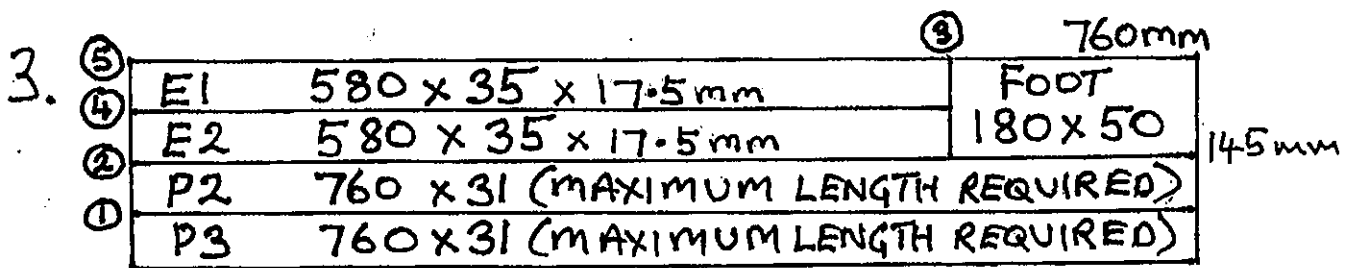 3. ⑤ ③ 760mm
E1 580 x 35 x 17.5mm FOOT
④
E2 580 x 35 x 17.5mm 180 x 50
145mm
②
P2 760 x 31 (MAXIMUM LENGTH REQUIRED)
①
P3 760 x 31 (MAXIMUM LENGTH REQUIRED)